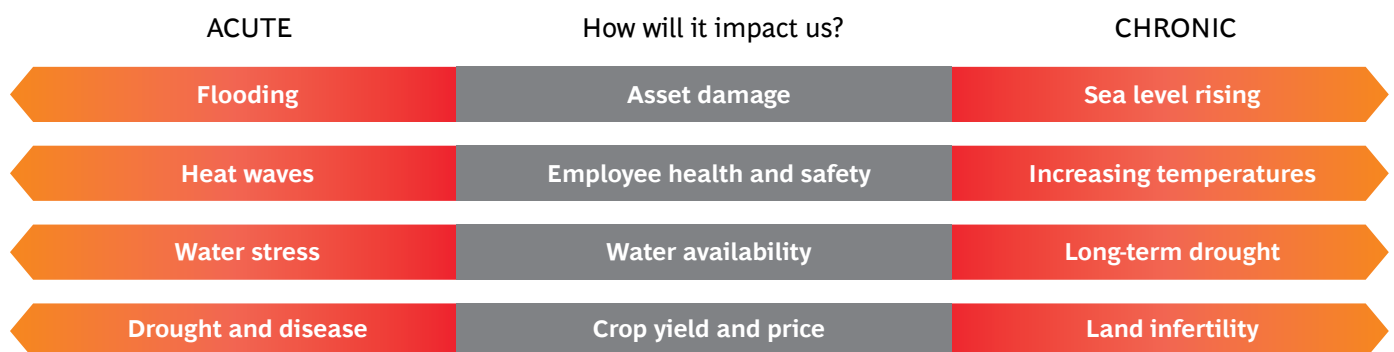 ACUTE How will it impact us? CHRONIC
Flooding Asset damage Sea level rising
Heat waves Employee health and safety Increasing temperatures
Water stress Water availability Long-term drought
Drought and disease Crop yield and price Land infertility